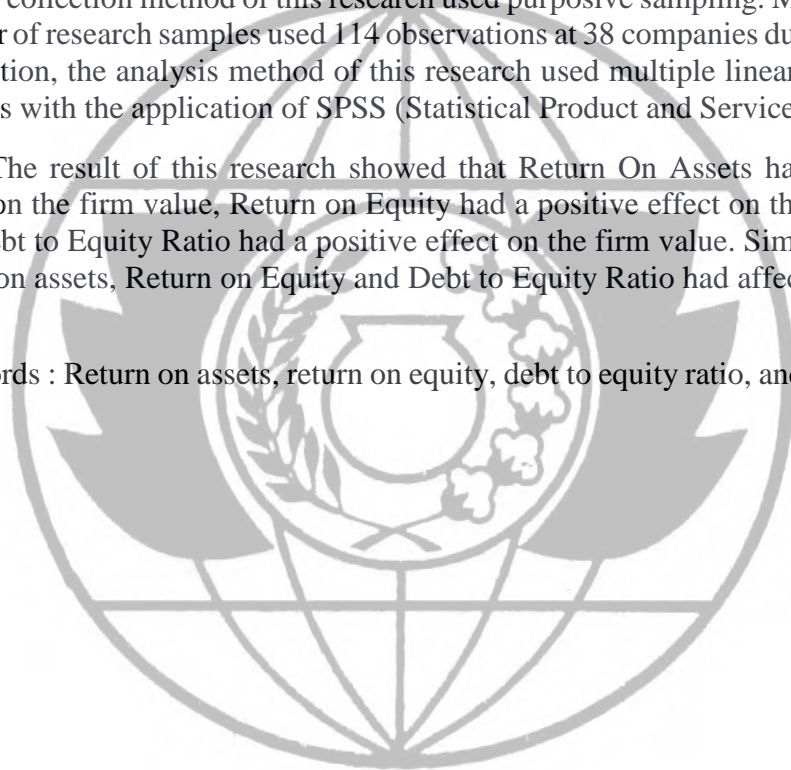 collection method of this research used purposive sampling. M
r of research samples used 114 observations at 38 companies du
tion, the analysis method of this research used multiple linear
s with the application of SPSS (Statistical Product and Service
The result of this research showed that Return On Assets ha
on the firm value, Return on Equity had a positive effect on th
ebt to Equity Ratio had a positive effect on the firm value. Sim
on assets, Return on Equity and Debt to Equity Ratio had affec
ords : Return on assets, return on equity, debt to equity ratio, and